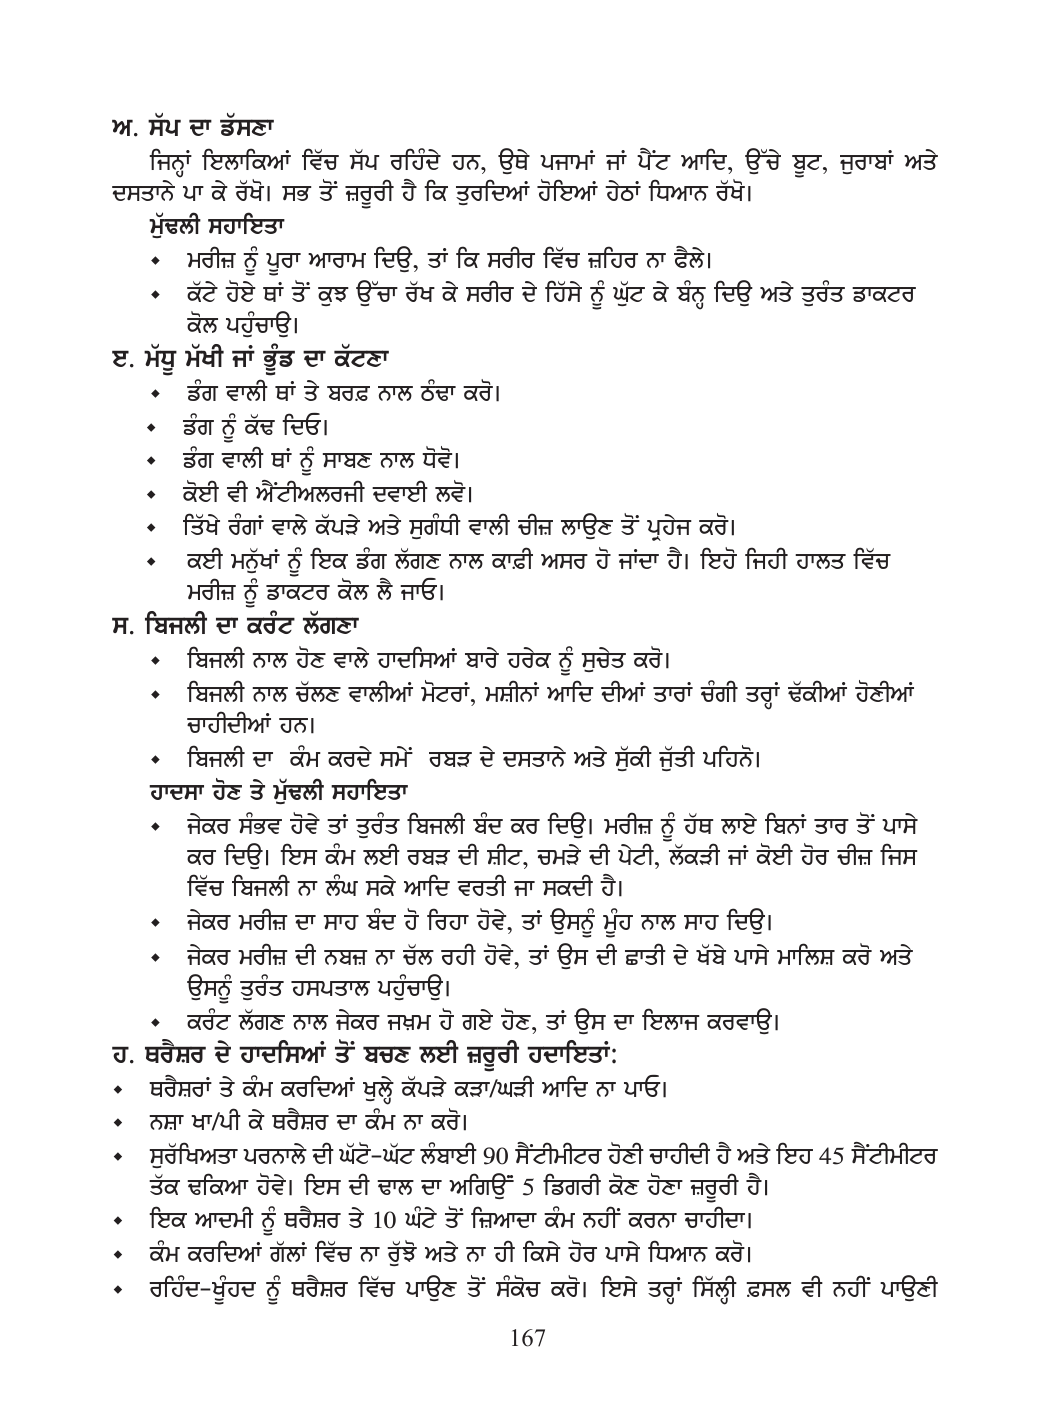 ਅ. ਸੱਪ ਦਾ ਡੱਸਣਾ
ਜਿਨ੍ਹਾਂ ਇਲਾਕਿਆਂ ਵਿੱਚ ਸੱਪ ਰਹਿੰਦੇ ਹਨ, ਉਥੇ ਪਜਾਮਾਂ ਜਾਂ ਪੈਂਟ ਆਦਿ, ਉੱਚੇ ਬੂਟ, ਜੁਰਾਬਾਂ ਅਤੇ
ਦਸਤਾਨੇ ਪਾ ਕੇ ਰੱਖੋ। ਸਭ ਤੋਂ ਜ਼ਰੂਰੀ ਹੈ ਕਿ ਤੁਰਦਿਆਂ ਹੋਇਆਂ ਹੇਠਾਂ ਧਿਆਨ ਰੱਖੋ।
ਮੁੱਢਲੀ ਸਹਾਇਤਾ
⬥ ਮਰੀਜ਼ ਨੂੰ ਪੂਰਾ ਆਰਾਮ ਦਿਉ, ਤਾਂ ਕਿ ਸਰੀਰ ਵਿੱਚ ਜ਼ਹਿਰ ਨਾ ਫੈਲੇ।
⬥ ਕੱਟੇ ਹੋਏ ਥਾਂ ਤੋਂ ਕੁਝ ਉੱਚਾ ਰੱਖ ਕੇ ਸਰੀਰ ਦੇ ਹਿੱਸੇ ਨੂੰ ਘੁੱਟ ਕੇ ਬੰਨ੍ਹ ਦਿਉ ਅਤੇ ਤੁਰੰਤ ਡਾਕਟਰ
ਕੋਲ ਪਹੁੰਚਾਉ।
ੲ. ਮੱਧੂ ਮੱਖੀ ਜਾਂ ਭੂੰਡ ਦਾ ਕੱਟਣਾ
⬥ ਡੰਗ ਵਾਲੀ ਥਾਂ ਤੇ ਬਰਫ਼ ਨਾਲ ਠੰਢਾ ਕਰੋ।
⬥ ਡੰਗ ਨੂੰ ਕੱਢ ਦਿਓ।
⬥ ਡੰਗ ਵਾਲੀ ਥਾਂ ਨੂੰ ਸਾਬਣ ਨਾਲ ਧੋਵੋ।
⬥ ਕੋਈ ਵੀ ਐਂਟੀਅਲਰਜੀ ਦਵਾਈ ਲਵੋ।
⬥ ਤਿੱਖੇ ਰੰਗਾਂ ਵਾਲੇ ਕੱਪੜੇ ਅਤੇ ਸੁਗੰਧੀ ਵਾਲੀ ਚੀਜ਼ ਲਾਉਣ ਤੋਂ ਪ੍ਰਹੇਜ ਕਰੋ।
⬥ ਕਈ ਮਨੁੱਖਾਂ ਨੂੰ ਇਕ ਡੰਗ ਲੱਗਣ ਨਾਲ ਕਾਫ਼ੀ ਅਸਰ ਹੋ ਜਾਂਦਾ ਹੈ। ਇਹੋ ਜਿਹੀ ਹਾਲਤ ਵਿੱਚ
ਮਰੀਜ਼ ਨੂੰ ਡਾਕਟਰ ਕੋਲ ਲੈ ਜਾਓ।
ਸ. ਬਿਜਲੀ ਦਾ ਕਰੰਟ ਲੱਗਣਾ
⬥ ਬਿਜਲੀ ਨਾਲ ਹੋਣ ਵਾਲੇ ਹਾਦਸਿਆਂ ਬਾਰੇ ਹਰੇਕ ਨੂੰ ਸੁਚੇਤ ਕਰੋ।
⬥ ਬਿਜਲੀ ਨਾਲ ਚੱਲਣ ਵਾਲੀਆਂ ਮੋਟਰਾਂ, ਮਸ਼ੀਨਾਂ ਆਦਿ ਦੀਆਂ ਤਾਰਾਂ ਚੰਗੀ ਤਰ੍ਹਾਂ ਢੱਕੀਆਂ ਹੋਣੀਆਂ
ਚਾਹੀਦੀਆਂ ਹਨ।
⬥ ਬਿਜਲੀ ਦਾ ਕੰਮ ਕਰਦੇ ਸਮੇਂ ਰਬੜ ਦੇ ਦਸਤਾਨੇ ਅਤੇ ਸੁੱਕੀ ਜੁੱਤੀ ਪਹਿਨੋ।
ਹਾਦਸਾ ਹੋਣ ਤੇ ਮੁੱਢਲੀ ਸਹਾਇਤਾ
⬥ ਜੇਕਰ ਸੰਭਵ ਹੋਵੇ ਤਾਂ ਤੁਰੰਤ ਬਿਜਲੀ ਬੰਦ ਕਰ ਦਿਉ। ਮਰੀਜ਼ ਨੂੰ ਹੱਥ ਲਾਏ ਬਿਨਾਂ ਤਾਰ ਤੋਂ ਪਾਸੇ
ਕਰ ਦਿਉ। ਇਸ ਕੰਮ ਲਈ ਰਬੜ ਦੀ ਸ਼ੀਟ, ਚਮੜੇ ਦੀ ਪੇਟੀ, ਲੱਕੜੀ ਜਾਂ ਕੋਈ ਹੋਰ ਚੀਜ਼ ਜਿਸ
ਵਿੱਚ ਬਿਜਲੀ ਨਾ ਲੰਘ ਸਕੇ ਆਦਿ ਵਰਤੀ ਜਾ ਸਕਦੀ ਹੈ।
⬥ ਜੇਕਰ ਮਰੀਜ਼ ਦਾ ਸਾਹ ਬੰਦ ਹੋ ਰਿਹਾ ਹੋਵੇ, ਤਾਂ ਉਸਨੂੰ ਮੂੰਹ ਨਾਲ ਸਾਹ ਦਿਉ।
⬥ ਜੇਕਰ ਮਰੀਜ਼ ਦੀ ਨਬਜ਼ ਨਾ ਚੱਲ ਰਹੀ ਹੋਵੇ, ਤਾਂ ਉਸ ਦੀ ਛਾਤੀ ਦੇ ਖੱਬੇ ਪਾਸੇ ਮਾਲਿਸ਼ ਕਰੋ ਅਤੇ
ਉਸਨੂੰ ਤੁਰੰਤ ਹਸਪਤਾਲ ਪਹੁੰਚਾਉ।
⬥ ਕਰੰਟ ਲੱਗਣ ਨਾਲ ਜੇਕਰ ਜਖ਼ਮ ਹੋ ਗਏ ਹੋਣ, ਤਾਂ ਉਸ ਦਾ ਇਲਾਜ ਕਰਵਾਉ।
ਹ. ਥਰੈਸ਼ਰ ਦੇ ਹਾਦਸਿਆਂ ਤੋਂ ਬਚਣ ਲਈ ਜ਼ਰੂਰੀ ਹਦਾਇਤਾਂ:
⬥ ਥਰੈਸ਼ਰਾਂ ਤੇ ਕੰਮ ਕਰਦਿਆਂ ਖੁਲ੍ਹੇ ਕੱਪੜੇ ਕੜਾ/ਘੜੀ ਆਦਿ ਨਾ ਪਾਓ।
⬥ ਨਸ਼ਾ ਖਾ/ਪੀ ਕੇ ਥਰੈਸ਼ਰ ਦਾ ਕੰਮ ਨਾ ਕਰੋ।
⬥ ਸੁਰੱਖਿਅਤਾ ਪਰਨਾਲੇ ਦੀ ਘੱਟੋ-ਘੱਟ ਲੰਬਾਈ 90 ਸੈਂਟੀਮੀਟਰ ਹੋਣੀ ਚਾਹੀਦੀ ਹੈ ਅਤੇ ਇਹ 45 ਸੈਂਟੀਮੀਟਰ
ਤੱਕ ਢਕਿਆ ਹੋਵੇ। ਇਸ ਦੀ ਢਾਲ ਦਾ ਅਗਿਉਂ 5 ਡਿਗਰੀ ਕੋਣ ਹੋਣਾ ਜ਼ਰੂਰੀ ਹੈ।
⬥ ਇਕ ਆਦਮੀ ਨੂੰ ਥਰੈਸ਼ਰ ਤੇ 10 ਘੰਟੇ ਤੋਂ ਜ਼ਿਆਦਾ ਕੰਮ ਨਹੀਂ ਕਰਨਾ ਚਾਹੀਦਾ।
⬥ ਕੰਮ ਕਰਦਿਆਂ ਗੱਲਾਂ ਵਿੱਚ ਨਾ ਰੁੱਝੋ ਅਤੇ ਨਾ ਹੀ ਕਿਸੇ ਹੋਰ ਪਾਸੇ ਧਿਆਨ ਕਰੋ।
⬥ ਰਹਿੰਦ-ਖੂੰਹਦ ਨੂੰ ਥਰੈਸ਼ਰ ਵਿੱਚ ਪਾਉਣ ਤੋਂ ਸੰਕੋਚ ਕਰੋ। ਇਸੇ ਤਰ੍ਹਾਂ ਸਿੱਲ੍ਹੀ ਫ਼ਸਲ ਵੀ ਨਹੀਂ ਪਾਉਣੀ
167